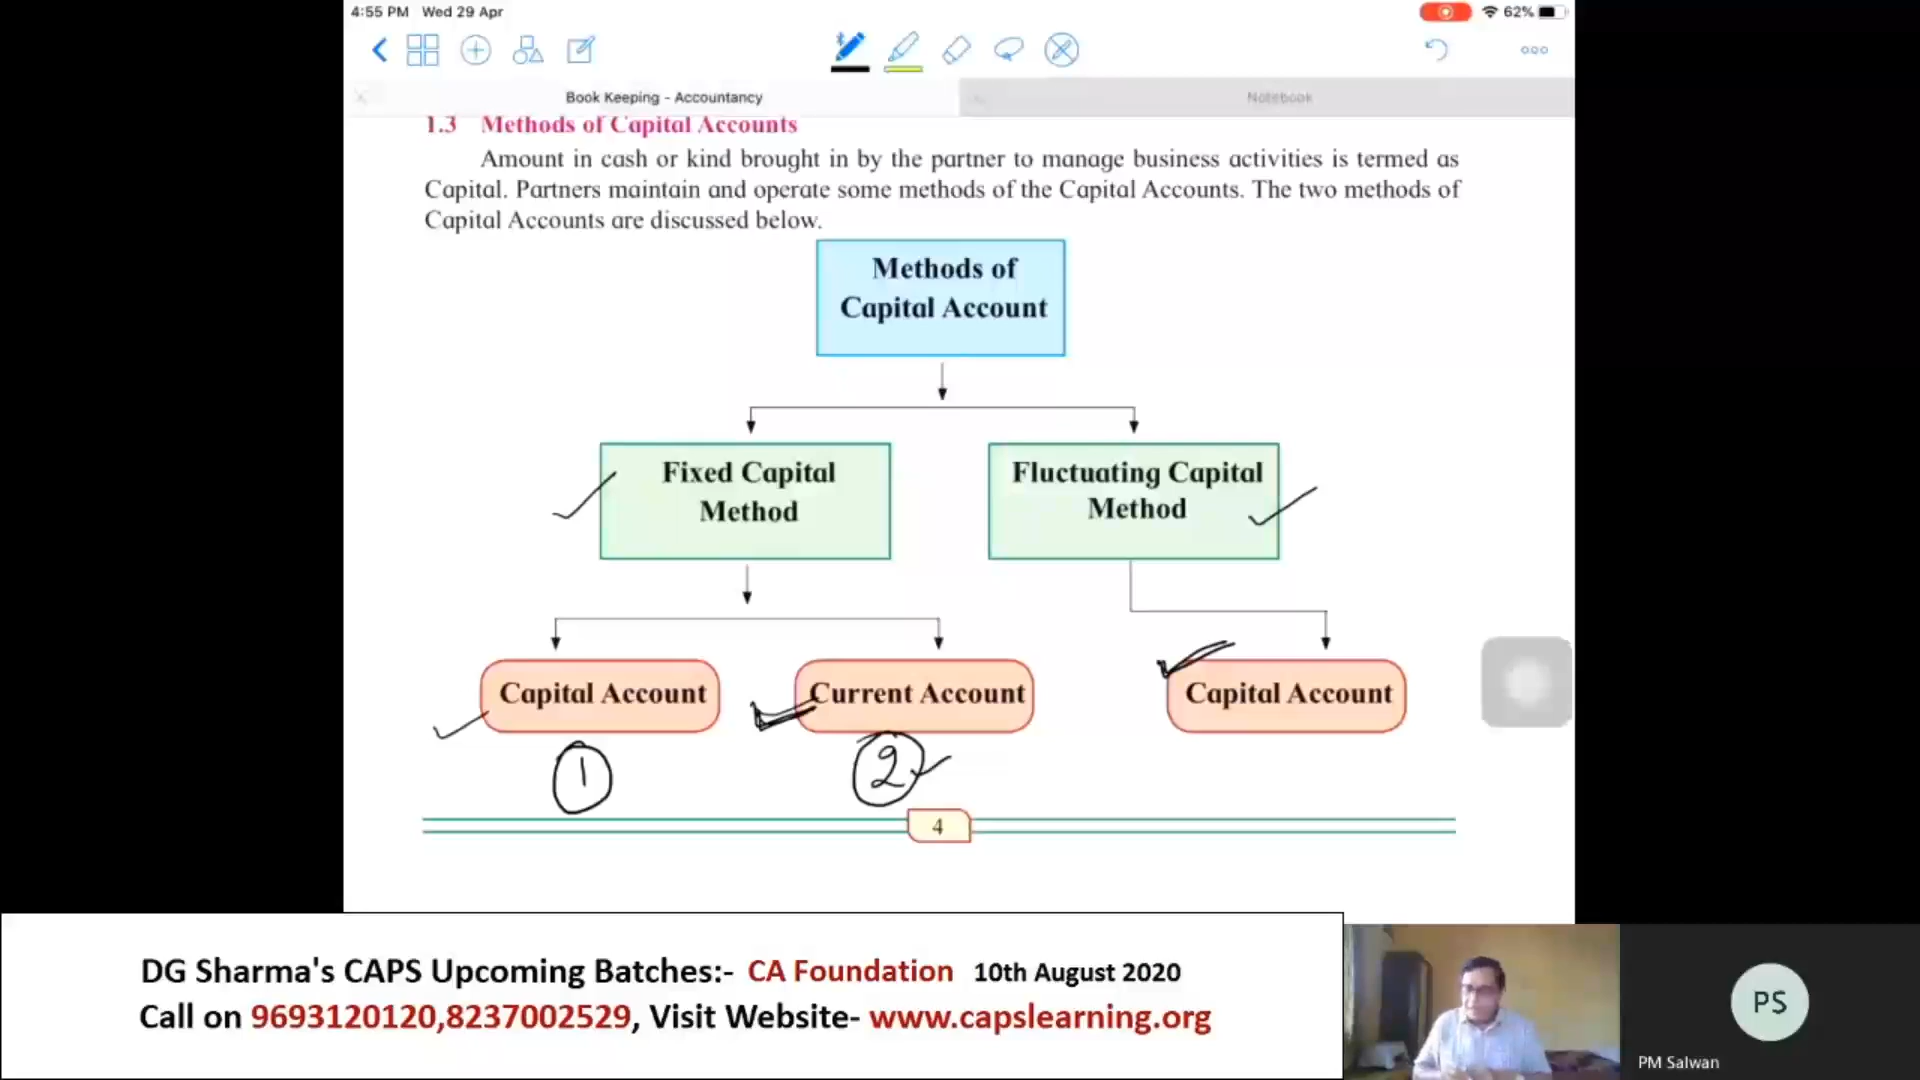 4:55 PM Wed 29 Apr
62%
Book Keeping - Accountancy
Notebook
1.3 Methods of Capital Accounts
Amount in cash or kind brought in by the partner to manage business activities is termed as
Capital. Partners maintain and operate some methods of the Capital Accounts. The two methods of
Capital Accounts are discussed below.
Methods of
Capital Account
Fixed Capital
Method
Fluctuating Capital
Method
Capital Account
Current Account
Capital Account
1
2
4
DG Sharma's CAPS Upcoming Batches:- CA Foundation 10th August 2020
Call on 9693120120,8237002529, Visit Website- www.capslearning.org
PS
PM Salwan